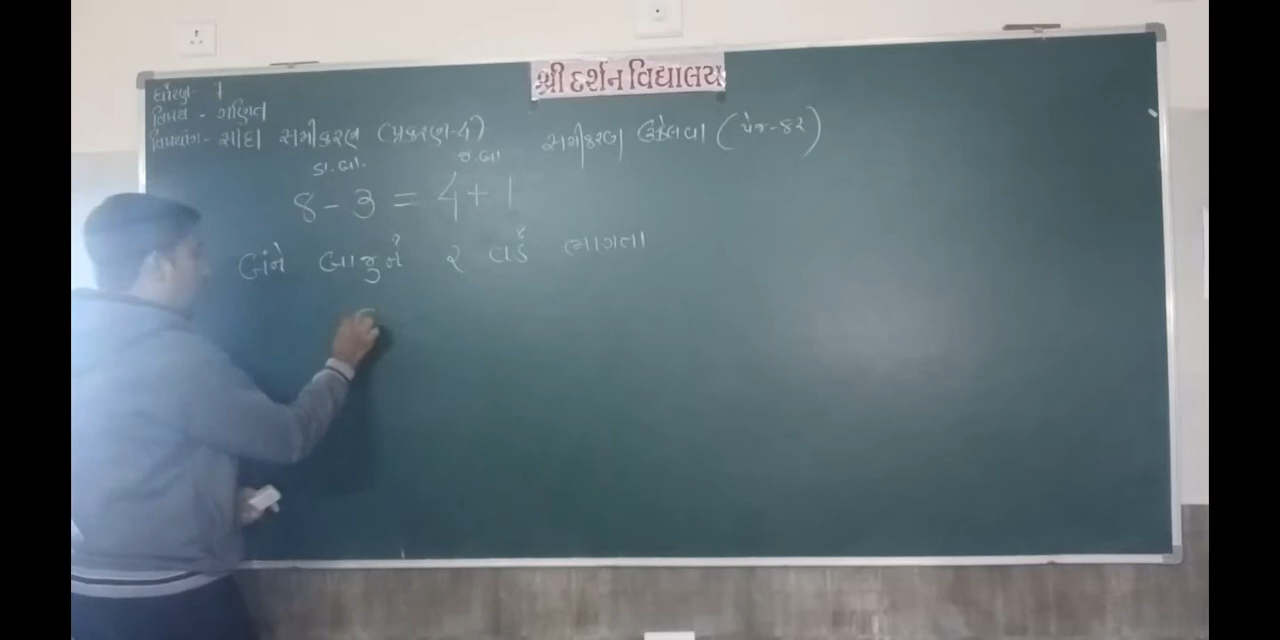 શ્રી દર્શન વિદ્યાલય
ધોરણ - 7
વિષય - ગણિત
વિષયાંગ - સાદા સમીકરણ (પ્રકરણ-4) સમીકરણ ઉકેલવા (પેજ-82)
ડા.બા. જ.બા
8 - 3 = 4 + 1
બંને બાજુને 2 વડે ભાગતા